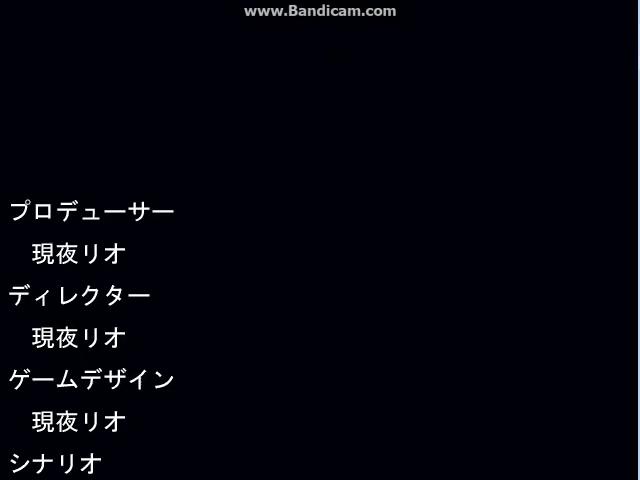 www.Bandicam.com
プロデューサー
現夜リオ
ディレクター
現夜リオ
ゲームデザイン
現夜リオ
シナリオ